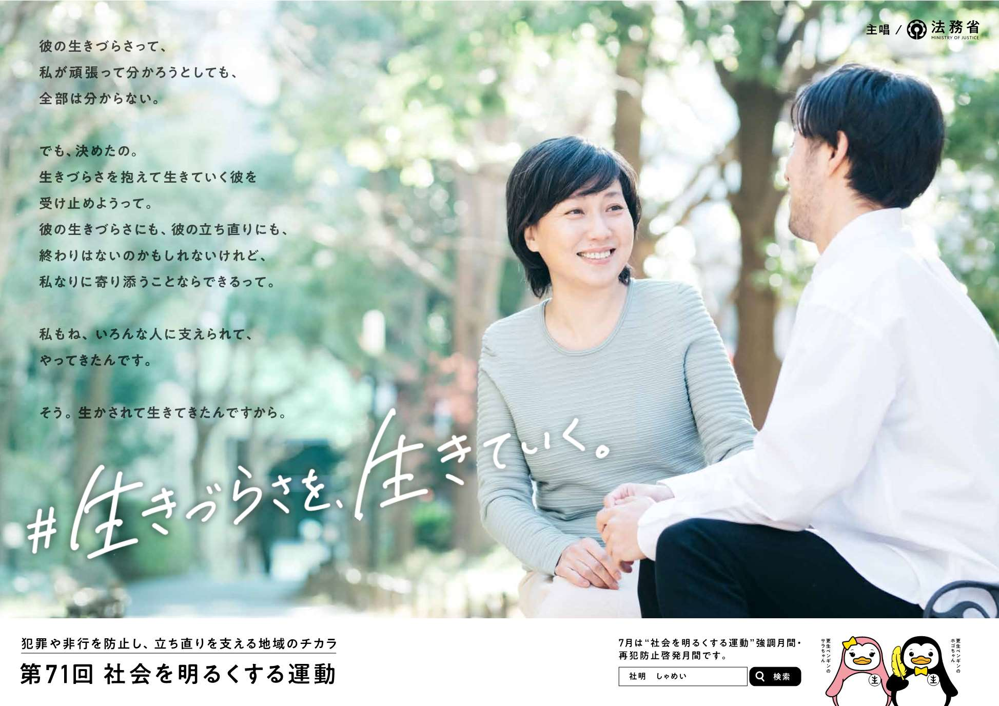 主唱 / 法務省
MINISTRY OF JUSTICE
彼の生きづらさって、
私が頑張って分かろうとしても、
全部は分からない。
でも、決めたの。
生きづらさを抱えて生きていく彼を
受け止めようって。
彼の生きづらさにも、彼の立ち直りにも、
終わりはないのかもしれないけれど、
私なりに寄り添うことならできるって。
私もね、いろんな人に支えられて、
やってきたんです。
そう。生かされて生きてきたんですから。
#生きづらさを、生きていく。
犯罪や非行を防止し、立ち直りを支える地域のチカラ
第71回 社会を明るくする運動
7月は“社会を明るくする運動”強調月間・
再犯防止啓発月間です。
社明 しゃめい
検索
更生ペンギンの
サラちゃん
更生ペンギンの
ホゴちゃん
生
生